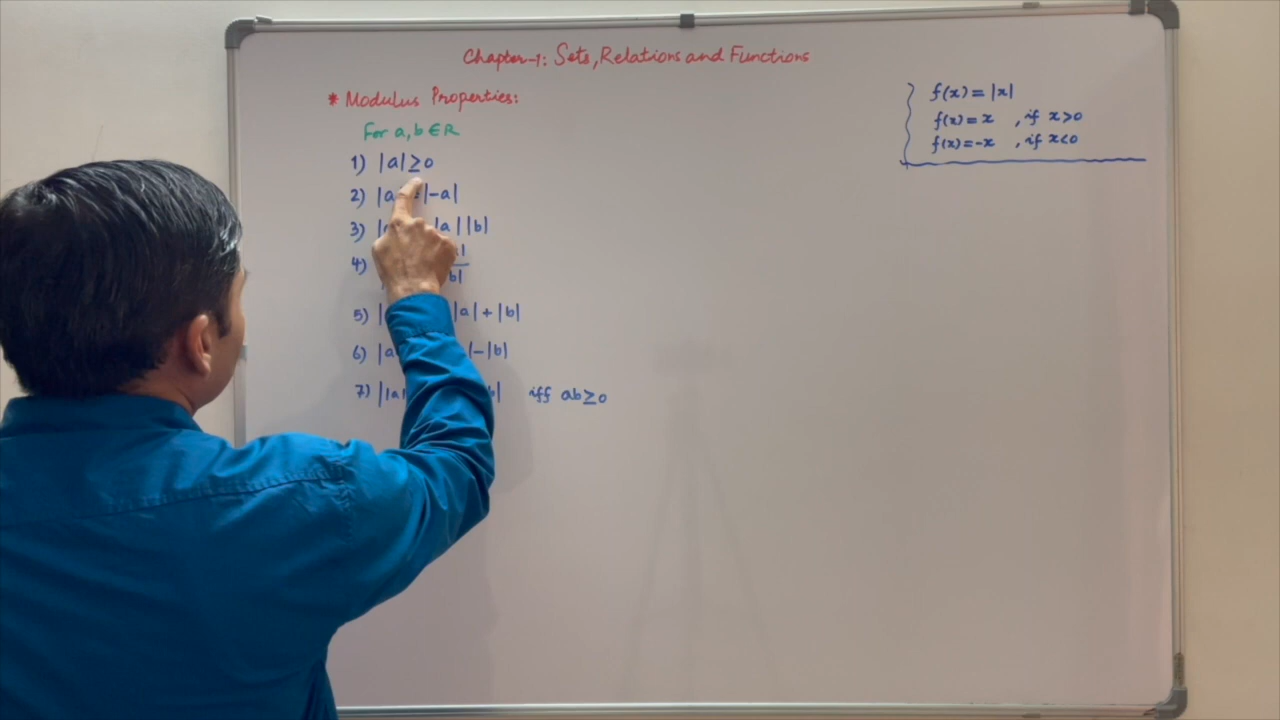 Chapter-1: Sets, Relations and Functions
* Modulus Properties:
For a, b ∈ R
1) |a| ≥ 0
2) |a = |-a|
3) | |a| |b|
4) | |b|
5) | |a| + |b|
6) |a | - |b|
7) ||a| b| iff ab ≥ 0
f(x) = |x|
f(x) = x , if x > 0
f(x) = -x , if x < 0